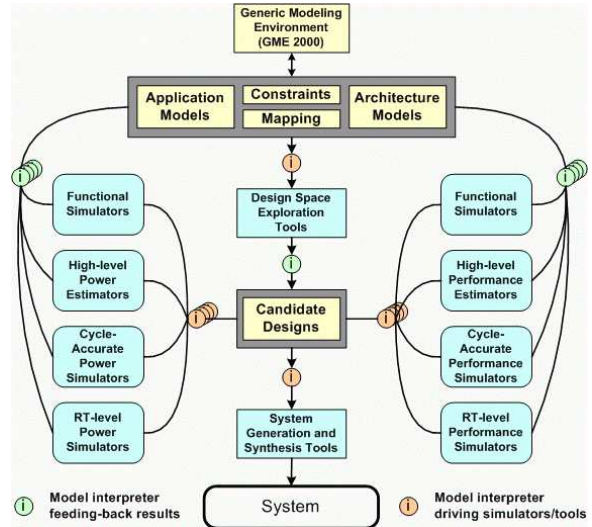 Generic Modeling
Environment
(GME 2000)
Application
Models
Constraints
Mapping
Architecture
Models
i
i
i
Functional
Simulators
Design Space
Exploration
Tools
Functional
Simulators
High-level
Power
Estimators
i
High-level
Performance
Estimators
i
Candidate
Designs
i
Cycle-
Accurate
Power
Simulators
Cycle-
Accurate
Performance
Simulators
i
RT-level
Power
Simulators
System
Generation and
Synthesis Tools
RT-level
Performance
Simulators
i
Model interpreter
feeding-back results
System
i
Model interpreter
driving simulators/tools